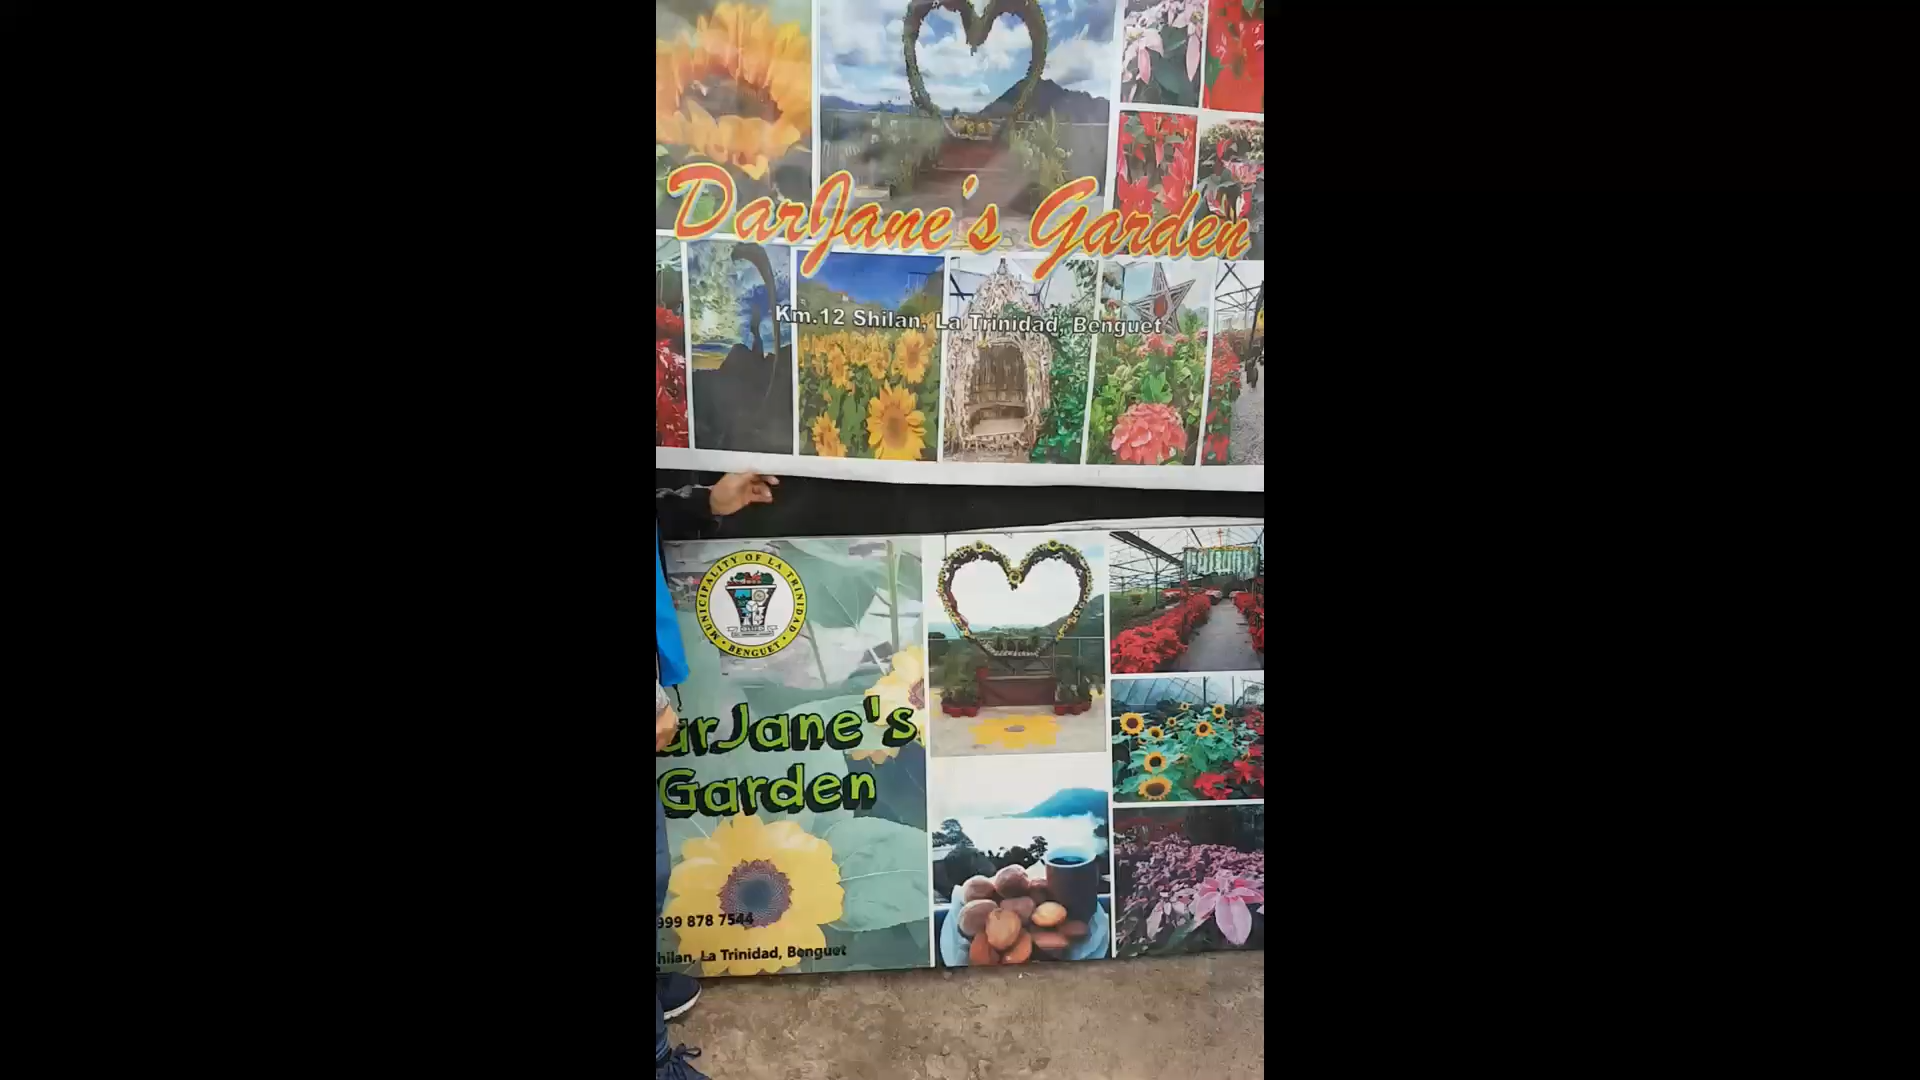 DarJane's Garden
Km.12 Shilan, La Trinidad, Benguet
MUNICIPALITY OF LA TRINIDAD
BENGUET
arJane's
Garden
999 878 7544
hilan, La Trinidad, Benguet